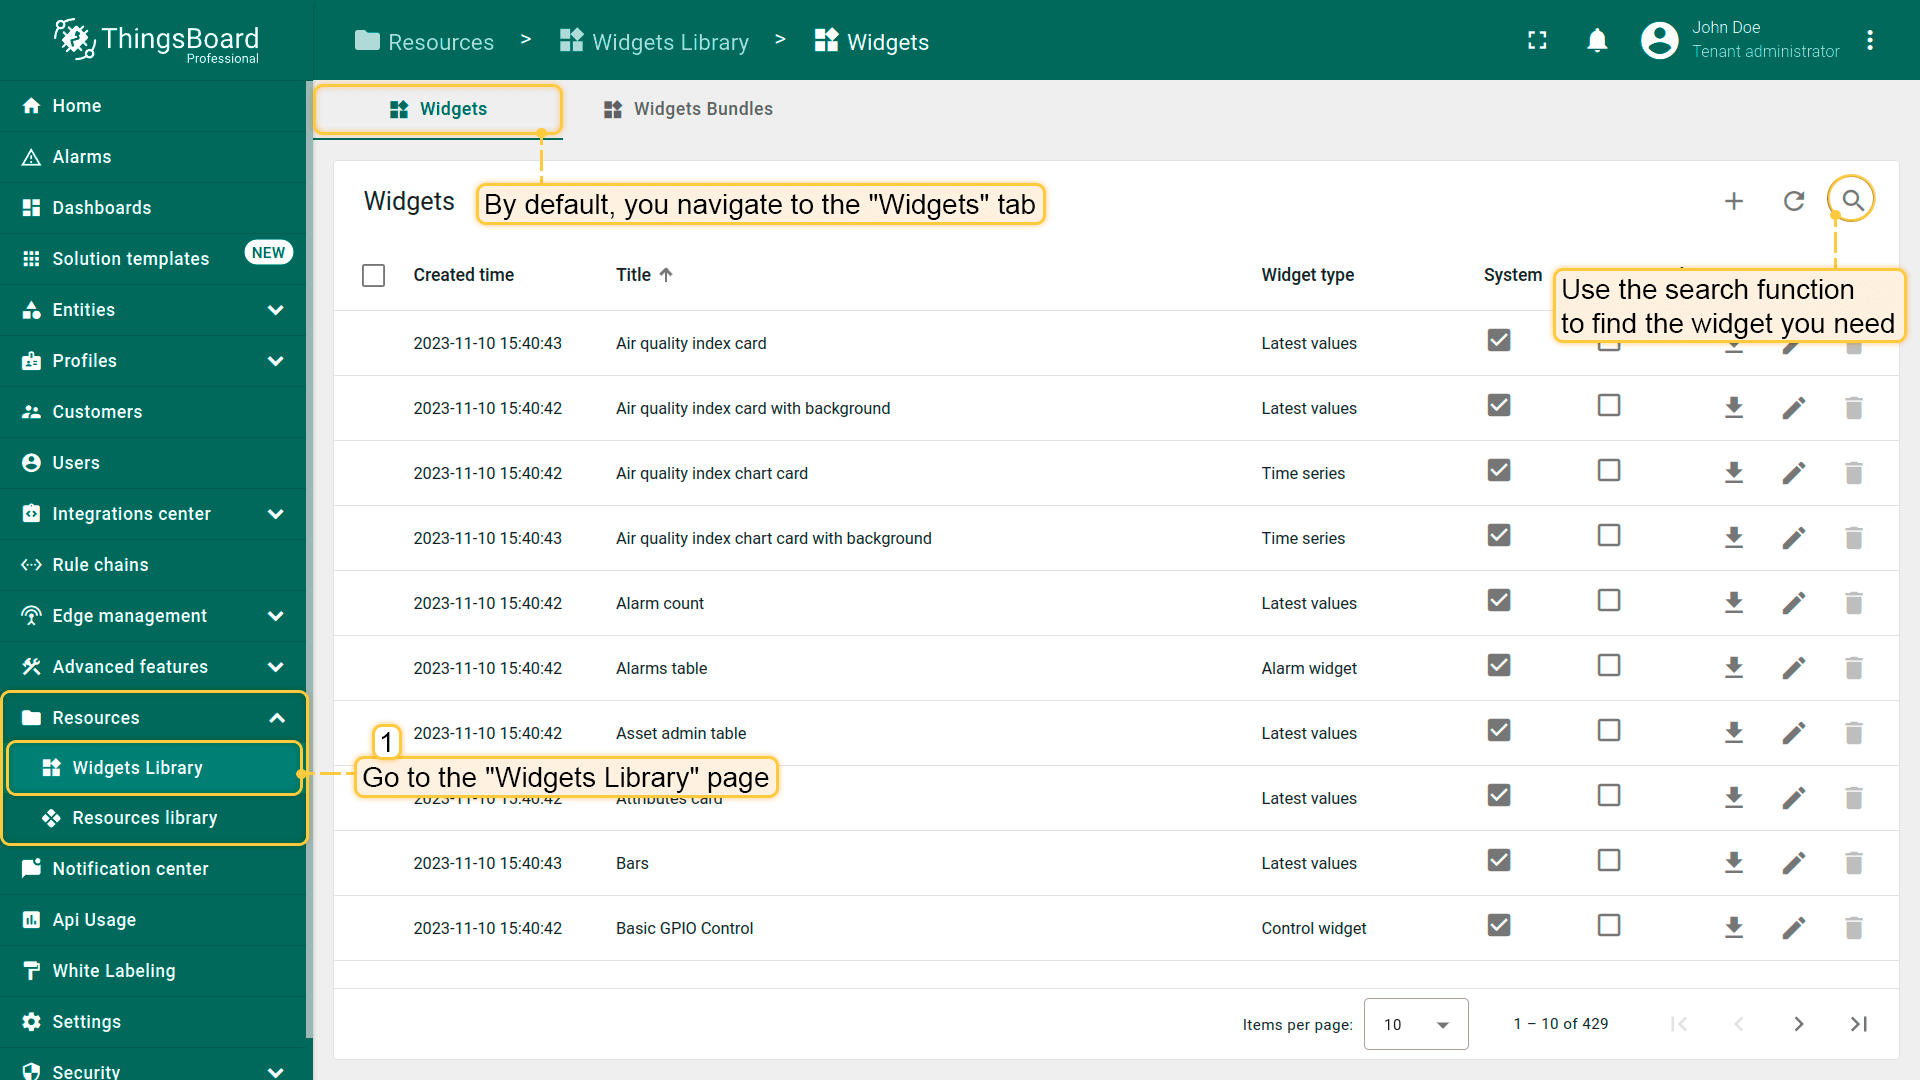 ThingsBoard
Professional
Resources > Widgets Library > Widgets
John Doe
Tenant administrator
Home
Alarms
Dashboards
Solution templates NEW
Entities
Profiles
Customers
Users
Integrations center
Rule chains
Edge management
Advanced features
Resources
Widgets Library
Resources library
Notification center
Api Usage
White Labeling
Settings
Security
Widgets Widgets Bundles
Widgets
By default, you navigate to the "Widgets" tab
Use the search function
to find the widget you need
Created time Title Widget type System
2023-11-10 15:40:43 Air quality index card Latest values
2023-11-10 15:40:42 Air quality index card with background Latest values
2023-11-10 15:40:42 Air quality index chart card Time series
2023-11-10 15:40:43 Air quality index chart card with background Time series
2023-11-10 15:40:42 Alarm count Latest values
2023-11-10 15:40:42 Alarms table Alarm widget
2023-11-10 15:40:42 Asset admin table Latest values
1
Go to the "Widgets Library" page
2023-11-10 15:40:42 Attributes card Latest values
2023-11-10 15:40:43 Bars Latest values
2023-11-10 15:40:42 Basic GPIO Control Control widget
Items per page: 10 1 – 10 of 429